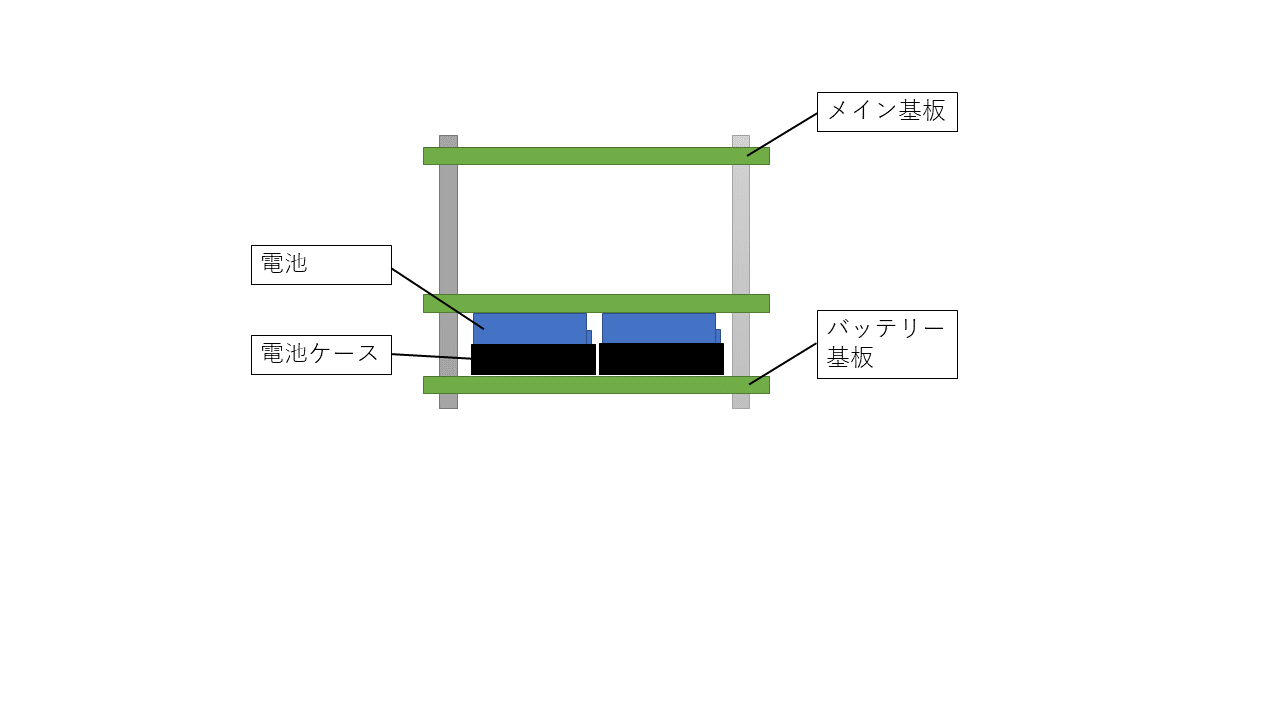 メイン基板
電池
バッテリー
基板
電池ケース